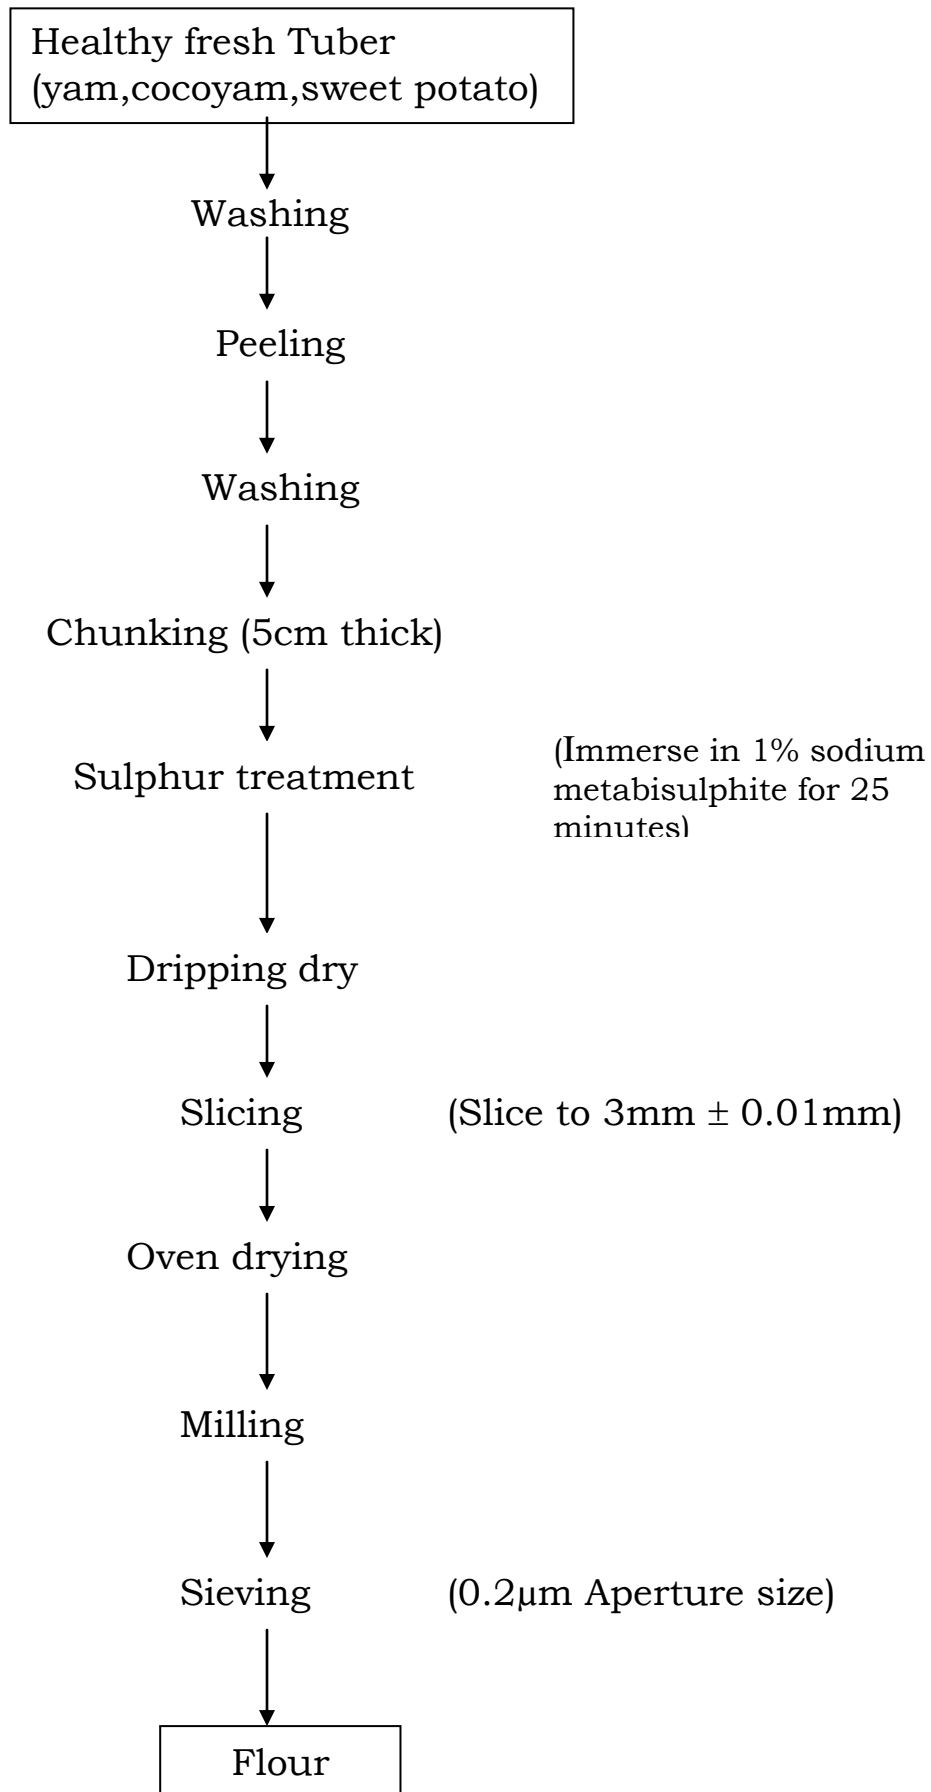 Healthy fresh Tuber
(yam,cocoyam,sweet potato)
Washing
Peeling
Washing
Chunking (5cm thick)
Sulphur treatment
(Immerse in 1% sodium
metabisulphite for 25
minutes)
Dripping dry
Slicing
(Slice to 3mm ± 0.01mm)
Oven drying
Milling
Sieving
(0.2µm Aperture size)
Flour